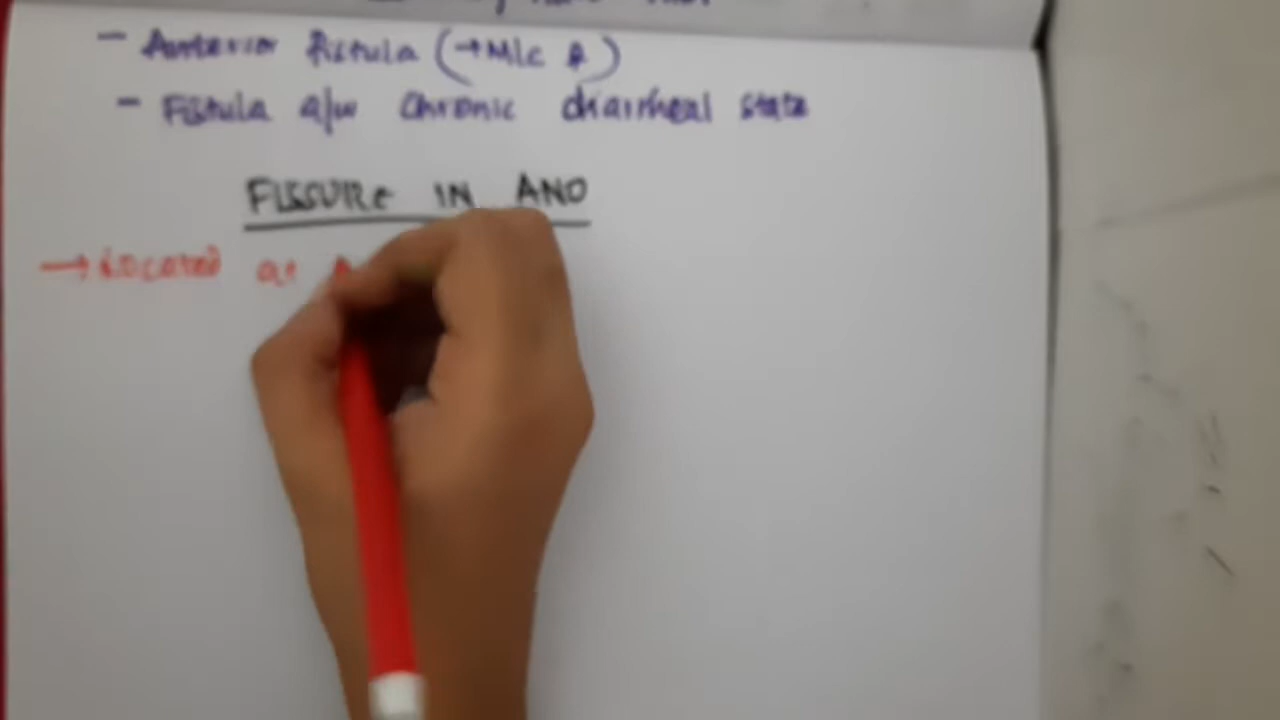 - Anterior fistula (→M/c
- Fistula a/w chronic diarrheal state
FISSURE IN ANO
→ Located at